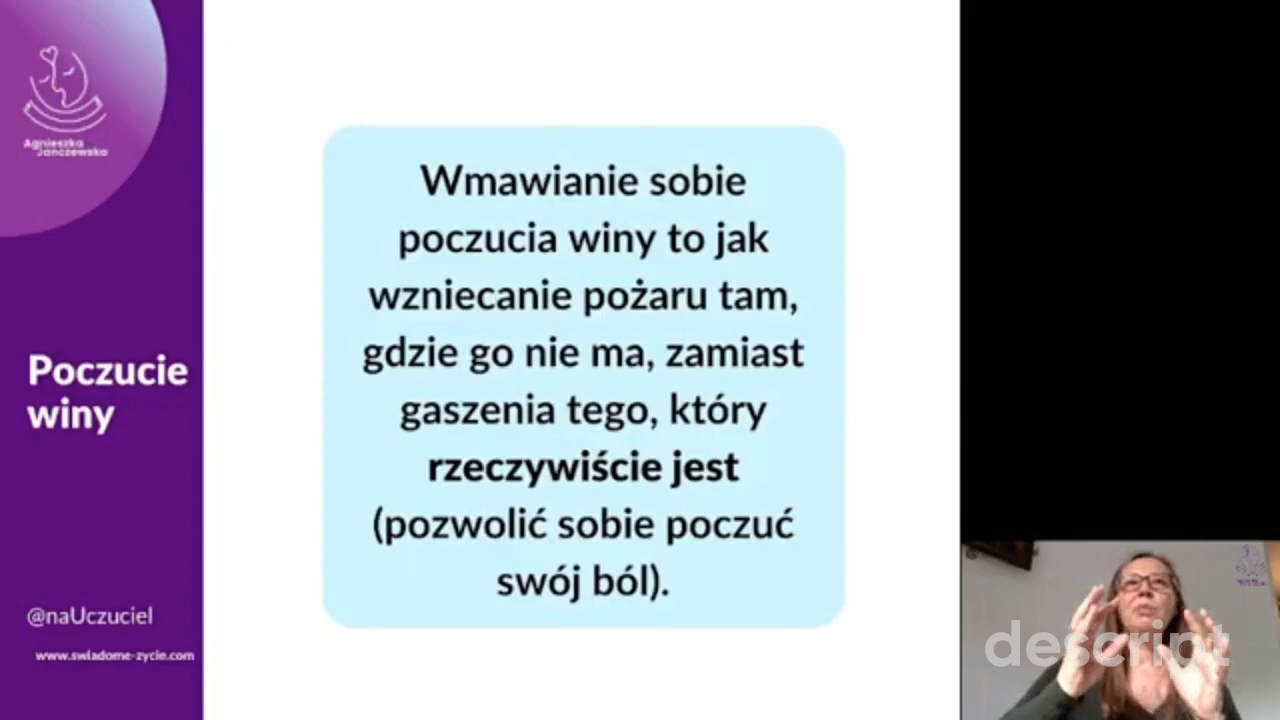 Agnieszka
Janczewska
Poczucie
winy
@naUczuciel
www.swiadome-zycie.com
Wmawianie sobie
poczucia winy to jak
wzniecanie pożaru tam,
gdzie go nie ma, zamiast
gaszenia tego, który
rzeczywiście jest
(pozwolić sobie poczuć
swój ból).
descript